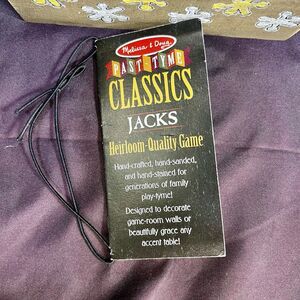 Melissa & Doug
PAST-TYME
CLASSICS
JACKS
Heirloom-Quality Game
Hand-crafted, hand-sanded,
and hand-stained for
generations of family
play-tyme!
Designed to decorate
game-room walls or
beautifully grace any
accent table!